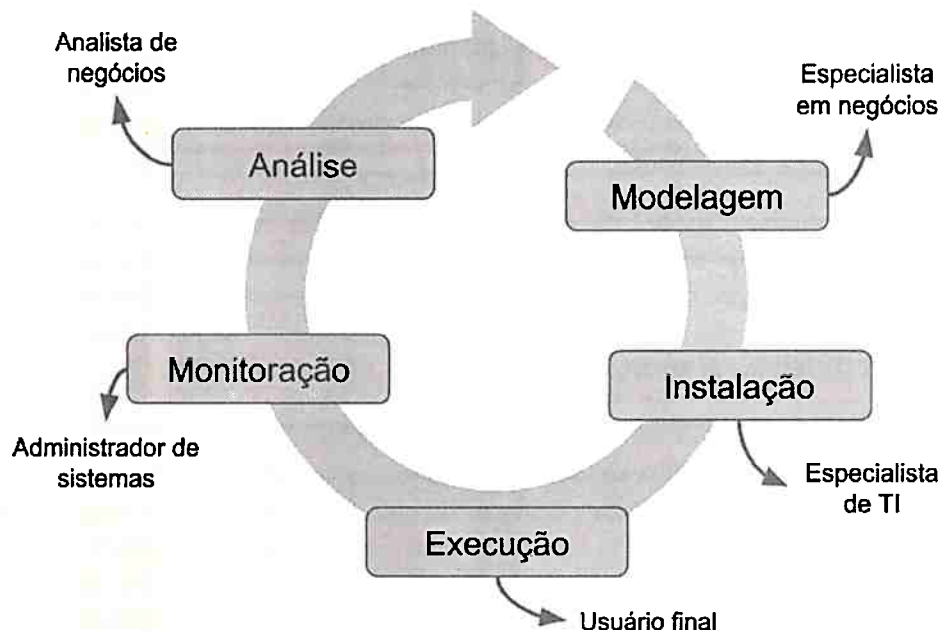 Analista de
negócios
Especialista
em negócios
Análise
Modelagem
Monitoração
Instalação
Administrador de
sistemas
Especialista
de TI
Execução
Usuário final